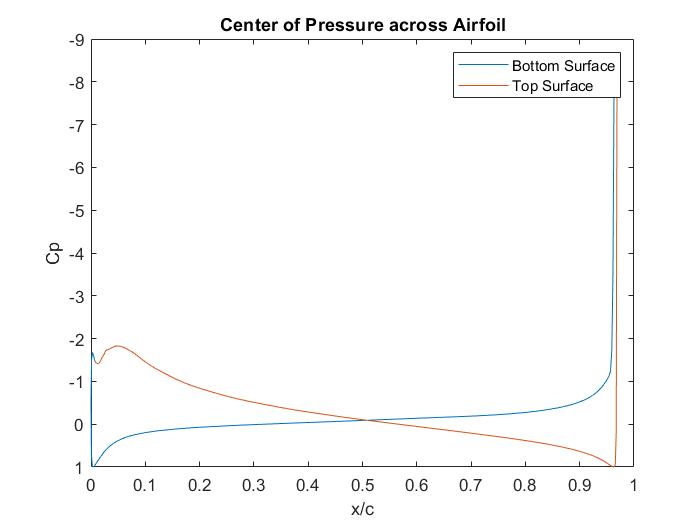 Center of Pressure across Airfoil
Bottom Surface
Top Surface
-9
-8
-7
-6
-5
-4
-3
-2
-1
0
1
Cp
0 0.1 0.2 0.3 0.4 0.5 0.6 0.7 0.8 0.9 1
x/c